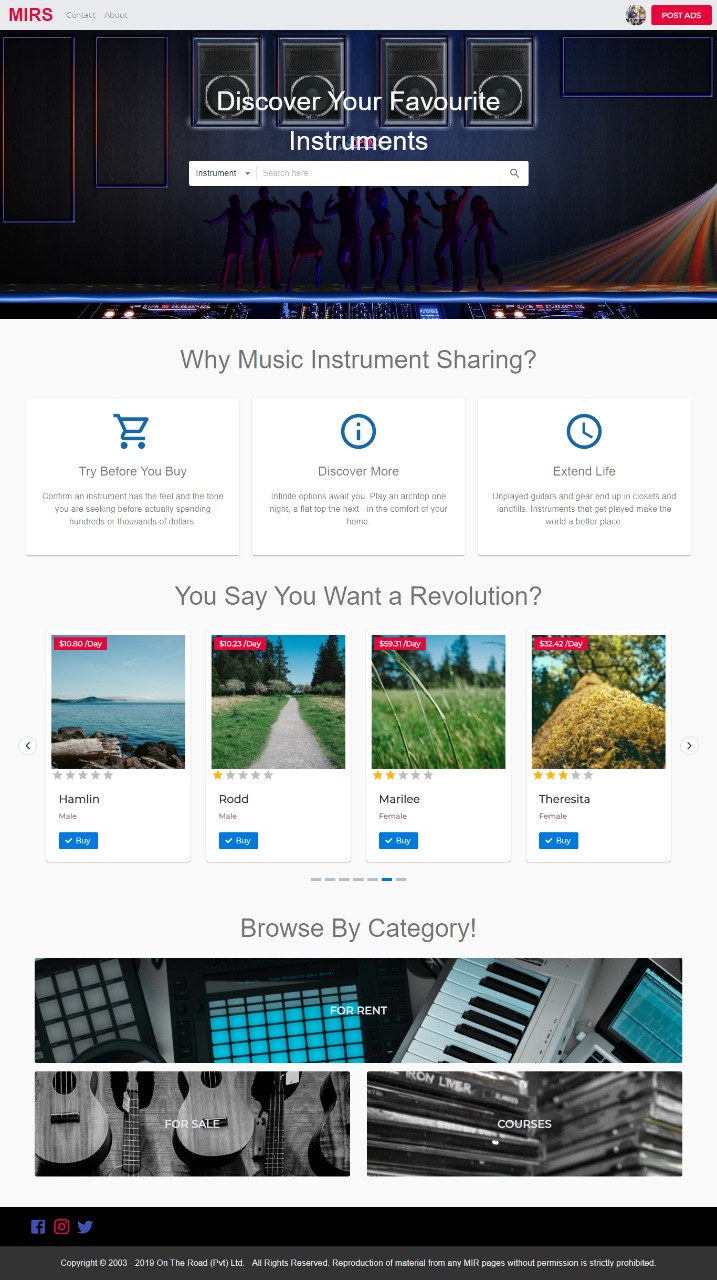 MIRS Contact About POST ADS
Discover Your Favourite
Instruments
Instrument Search here...
Why Music Instrument Sharing?
Try Before You Buy
Confirm an instrument has the feel and the tone
you are seeking before actually spending
hundreds or thousands of dollars
Discover More
Infinite options await you. Play an archtop one
night, a flat top the next - in the comfort of your
home.
Extend Life
Unplayed guitars and gear end up in closets and
landfills. Instruments that get played make the
world a better place
You Say You Want a Revolution?
$10.80 /Day
Hamlin
Male
Buy
$10.23 /Day
Rodd
Male
Buy
$59.31 /Day
Marilee
Female
Buy
$32.42 /Day
Theresita
Female
Buy
Browse By Category!
FOR RENT
FOR SALE
COURSES
IRON LIVER
Copyright © 2003 - 2019 On The Road (Pvt) Ltd. - All Rights Reserved. Reproduction of material from any MIR pages without permission is strictly prohibited.